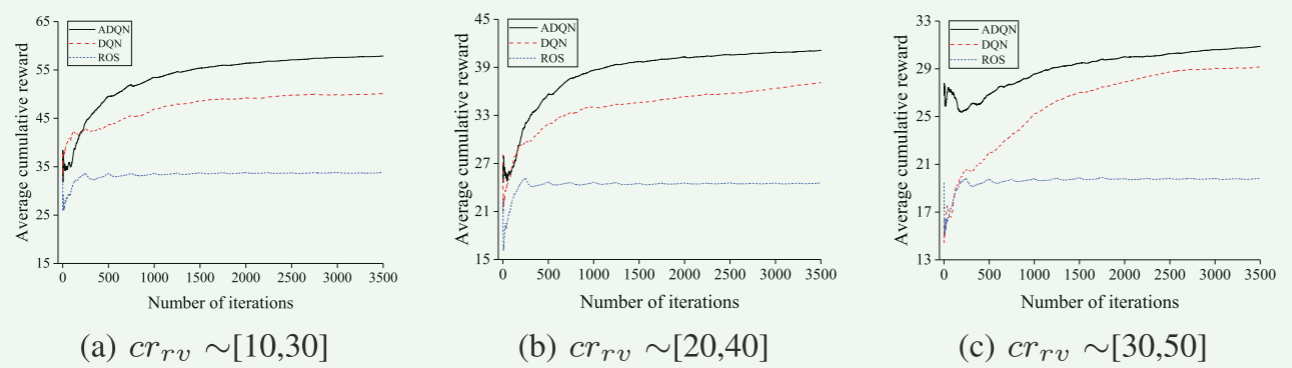 65
55
45
35
25
15
Average cumulative reward
ADQN
DQN
ROS
0 500 1000 1500 2000 2500 3000 3500
Number of iterations
(a) cr_rv ~[10,30]
45
39
33
27
21
15
Average cumulative reward
ADQN
DQN
ROS
0 500 1000 1500 2000 2500 3000 3500
Number of iterations
(b) cr_rv ~[20,40]
33
29
25
21
17
13
Average cumulative reward
ADQN
DQN
ROS
0 500 1000 1500 2000 2500 3000 3500
Number of iterations
(c) cr_rv ~[30,50]